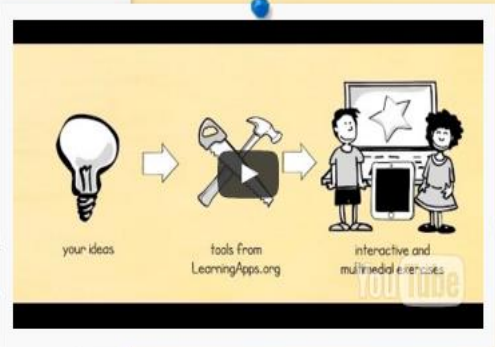 your ideas
tools from
LearningApps.org
interactive and
multimedial exercises
YouTube